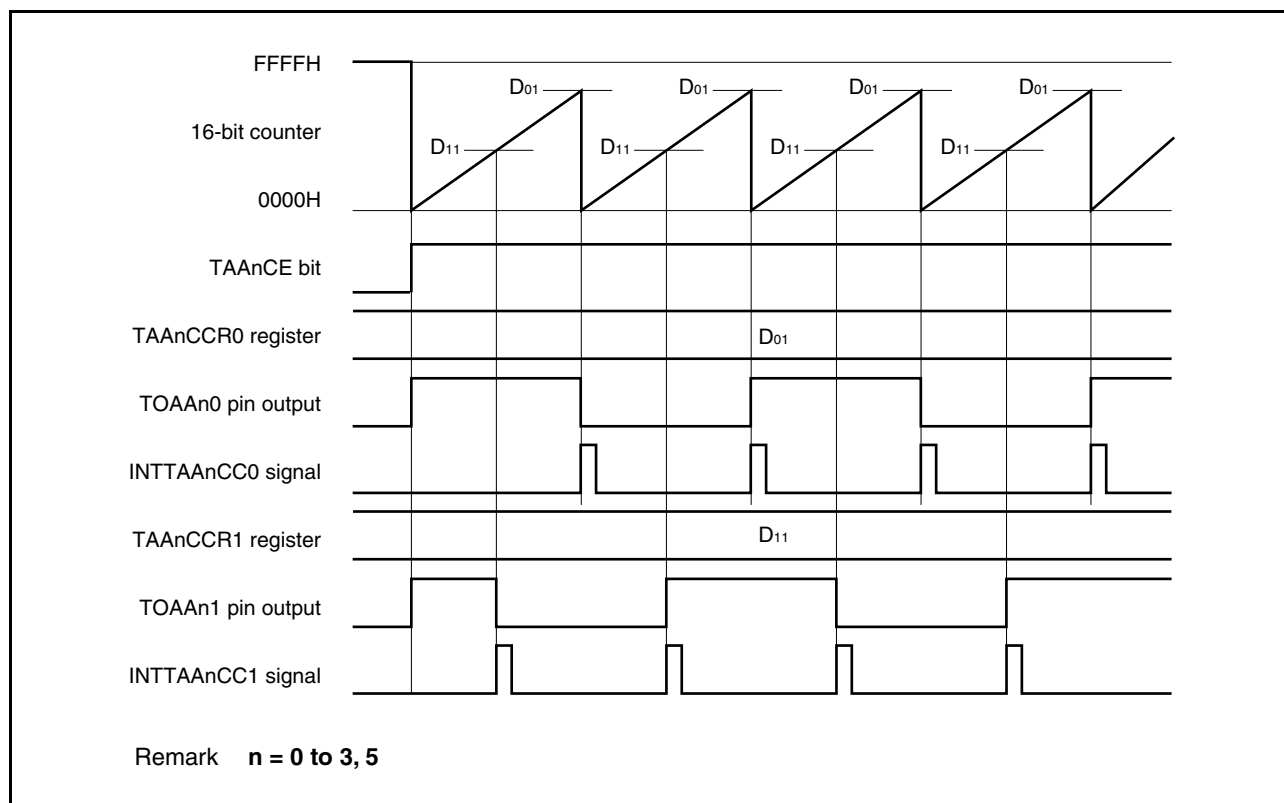 FFFFH
D01 D01 D01 D01
16-bit counter
D11 D11 D11 D11
0000H
TAAnCE bit
TAAnCCR0 register
D01
TOAAn0 pin output
INTTAAnCC0 signal
TAAnCCR1 register
D11
TOAAn1 pin output
INTTAAnCC1 signal
Remark n = 0 to 3, 5